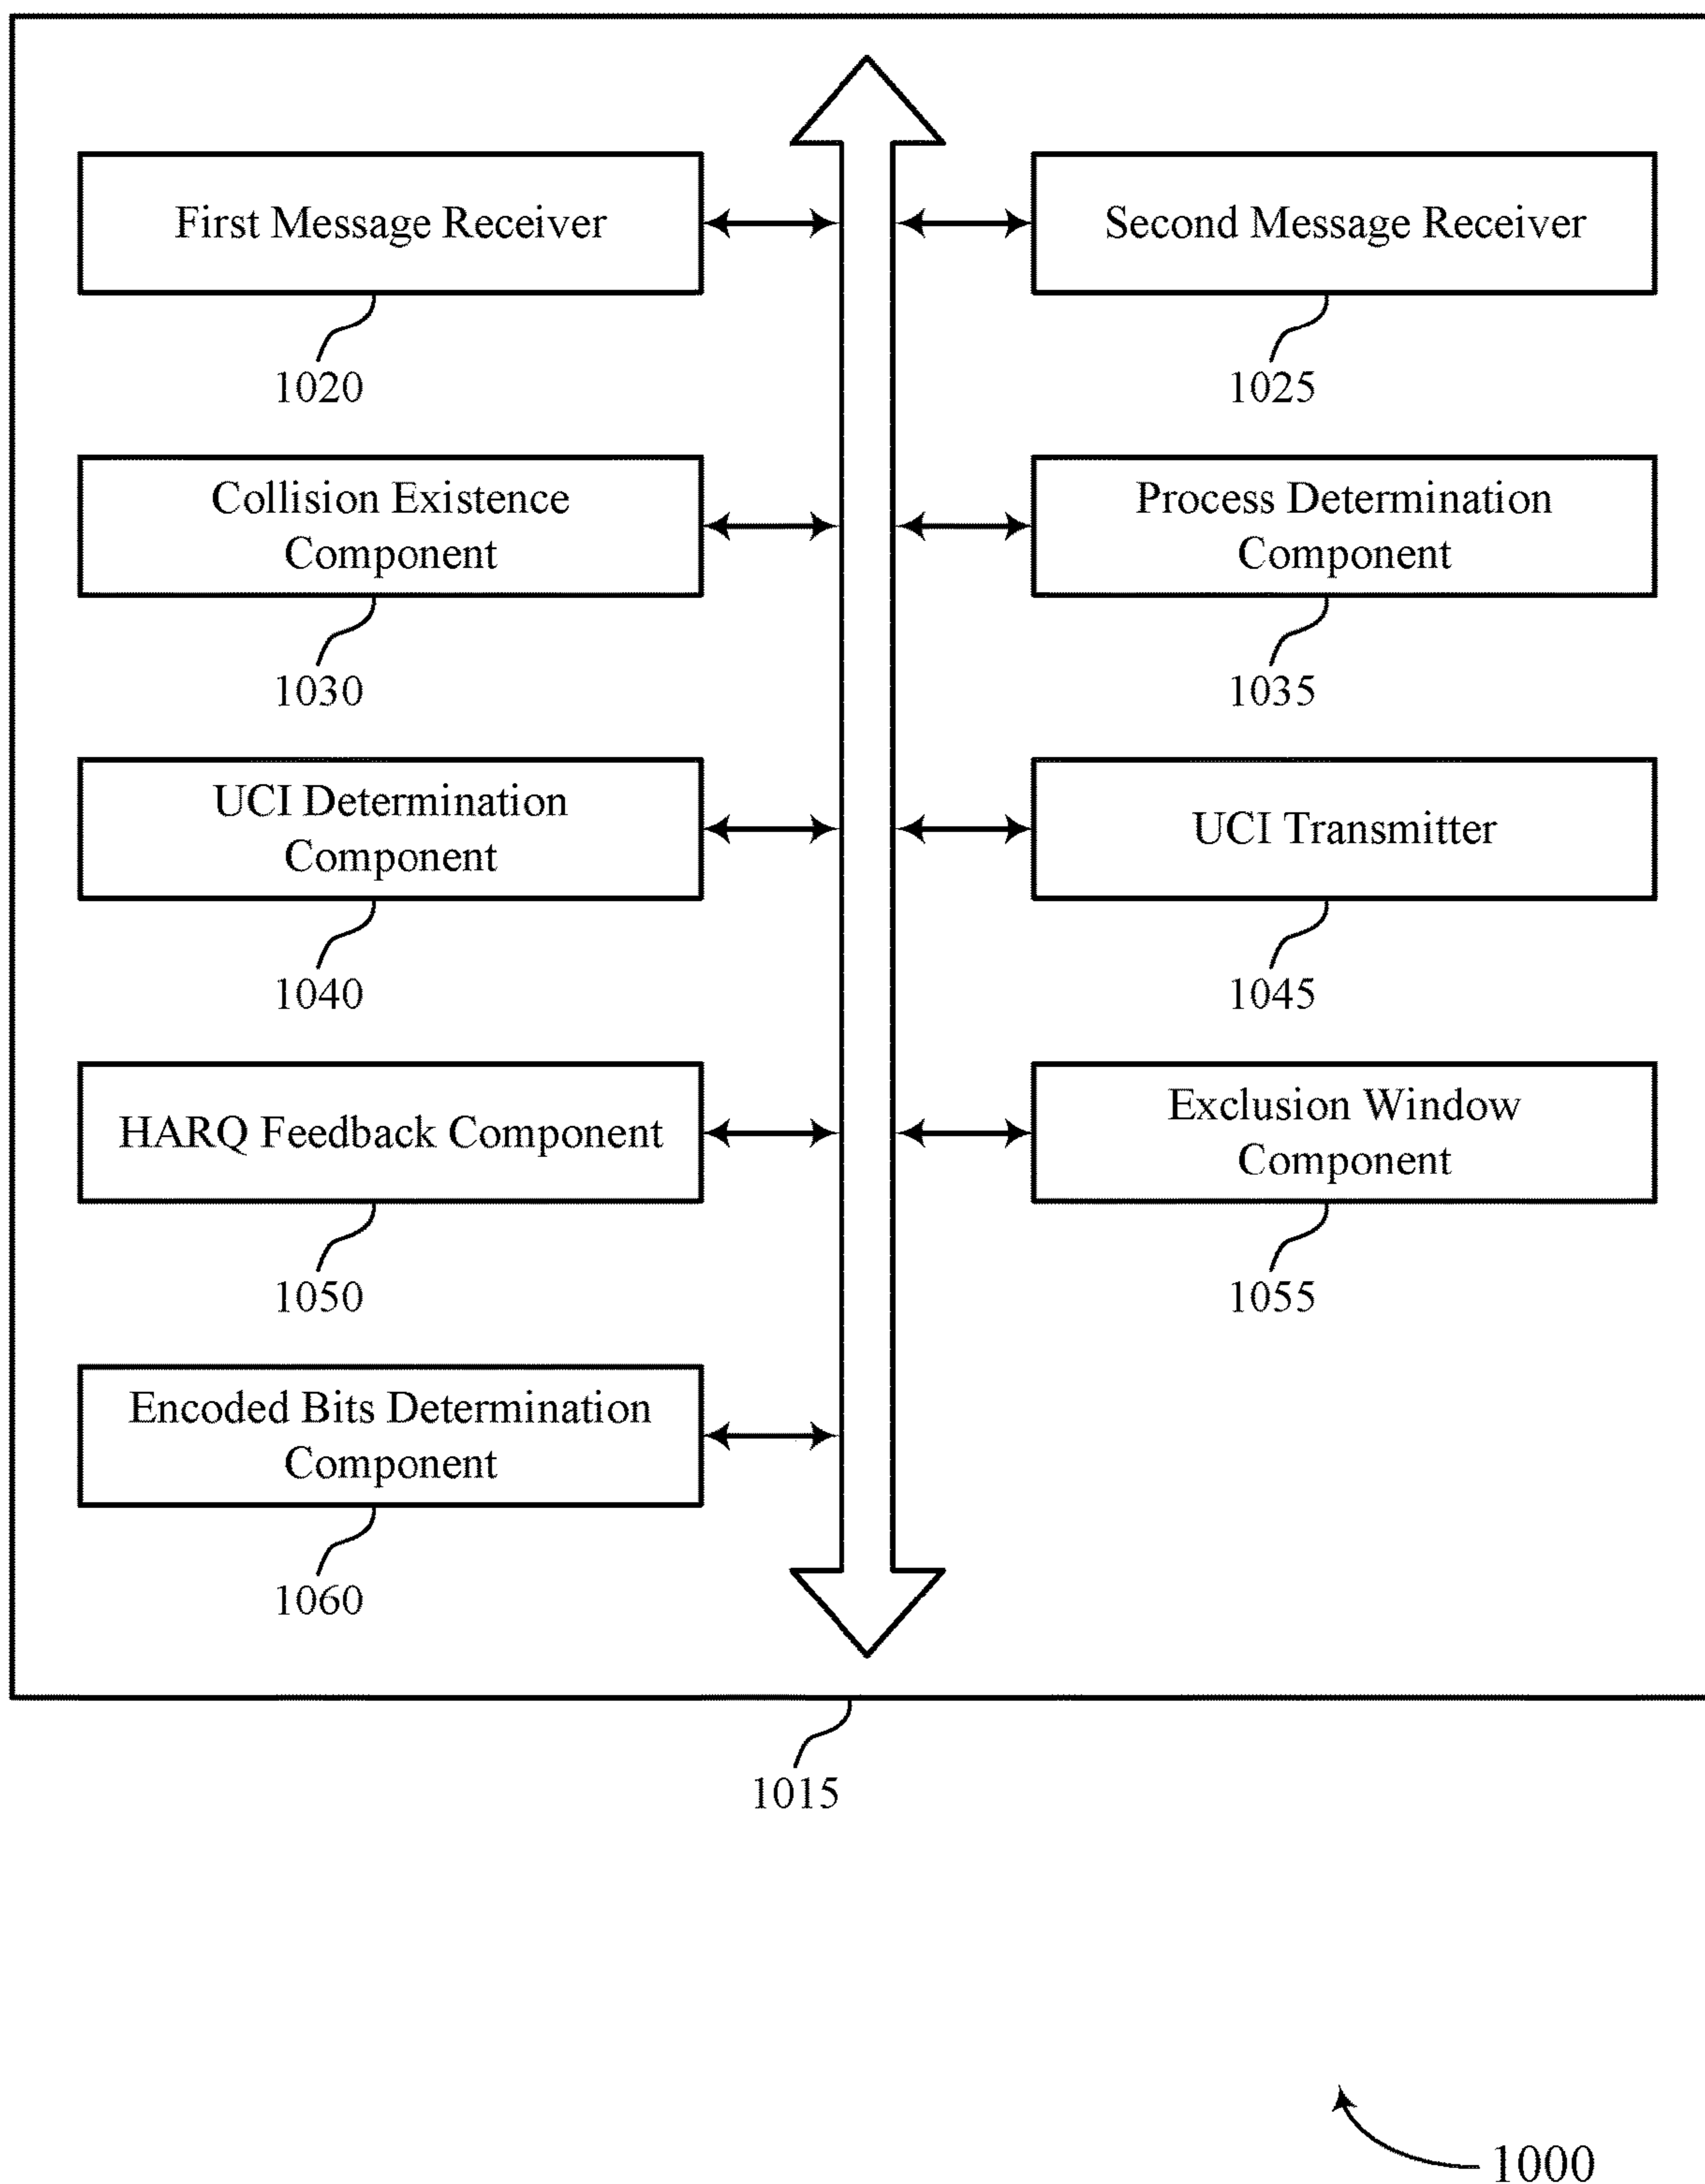 First Message Receiver
1020
Second Message Receiver
1025
Collision Existence
Component
1030
Process Determination
Component
1035
UCI Determination
Component
1040
UCI Transmitter
1045
HARQ Feedback Component
1050
Exclusion Window
Component
1055
Encoded Bits Determination
Component
1060
1015
1000